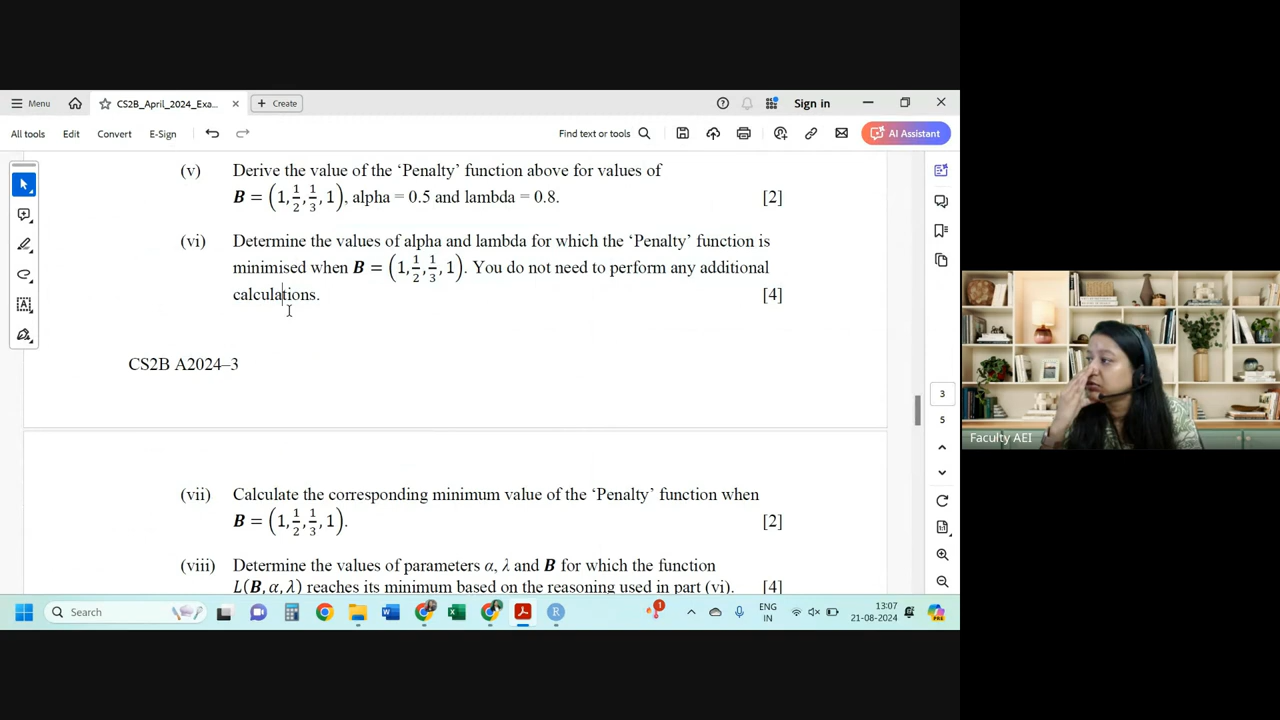 Menu
CS2B_April_2024_Exa...
Create
Sign in
All tools
Edit
Convert
E-Sign
Find text or tools
AI Assistant
(v) Derive the value of the ‘Penalty’ function above for values of
B = (1, 1/2, 1/3, 1), alpha = 0.5 and lambda = 0.8. [2]
(vi) Determine the values of alpha and lambda for which the ‘Penalty’ function is
minimised when B = (1, 1/2, 1/3, 1). You do not need to perform any additional
calculations. [4]
CS2B A2024–3
3
5
(vii) Calculate the corresponding minimum value of the ‘Penalty’ function when
B = (1, 1/2, 1/3, 1). [2]
(viii) Determine the values of parameters α, λ and B for which the function
L(B, α, λ) reaches its minimum based on the reasoning used in part (vi). [4]
Faculty AEI
Search
1
ENG
IN
13:07
21-08-2024